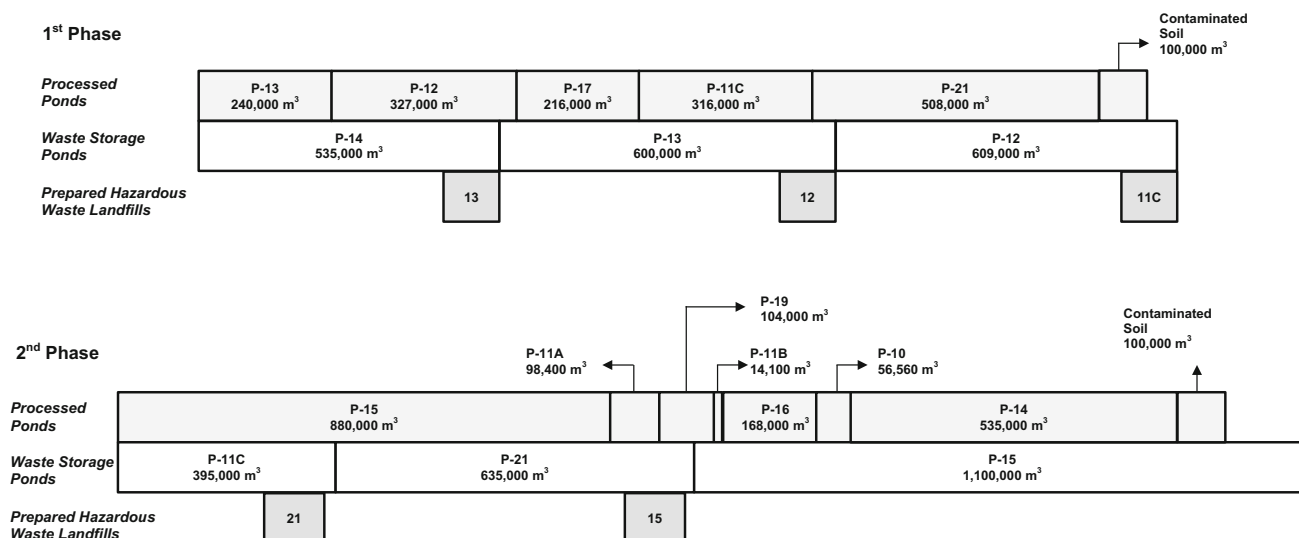 1st Phase
Contaminated
Soil
100,000 m3
Processed
Ponds
P-13
240,000 m3
P-12
327,000 m3
P-17
216,000 m3
P-11C
316,000 m3
P-21
508,000 m3
Waste Storage
Ponds
P-14
535,000 m3
P-13
600,000 m3
P-12
609,000 m3
Prepared Hazardous
Waste Landfills
13
12
11C
2nd Phase
P-11A
98,400 m3
P-19
104,000 m3
P-11B
14,100 m3
P-10
56,560 m3
Contaminated
Soil
100,000 m3
Processed
Ponds
P-15
880,000 m3
P-16
168,000 m3
P-14
535,000 m3
Waste Storage
Ponds
P-11C
395,000 m3
P-21
635,000 m3
P-15
1,100,000 m3
Prepared Hazardous
Waste Landfills
21
15